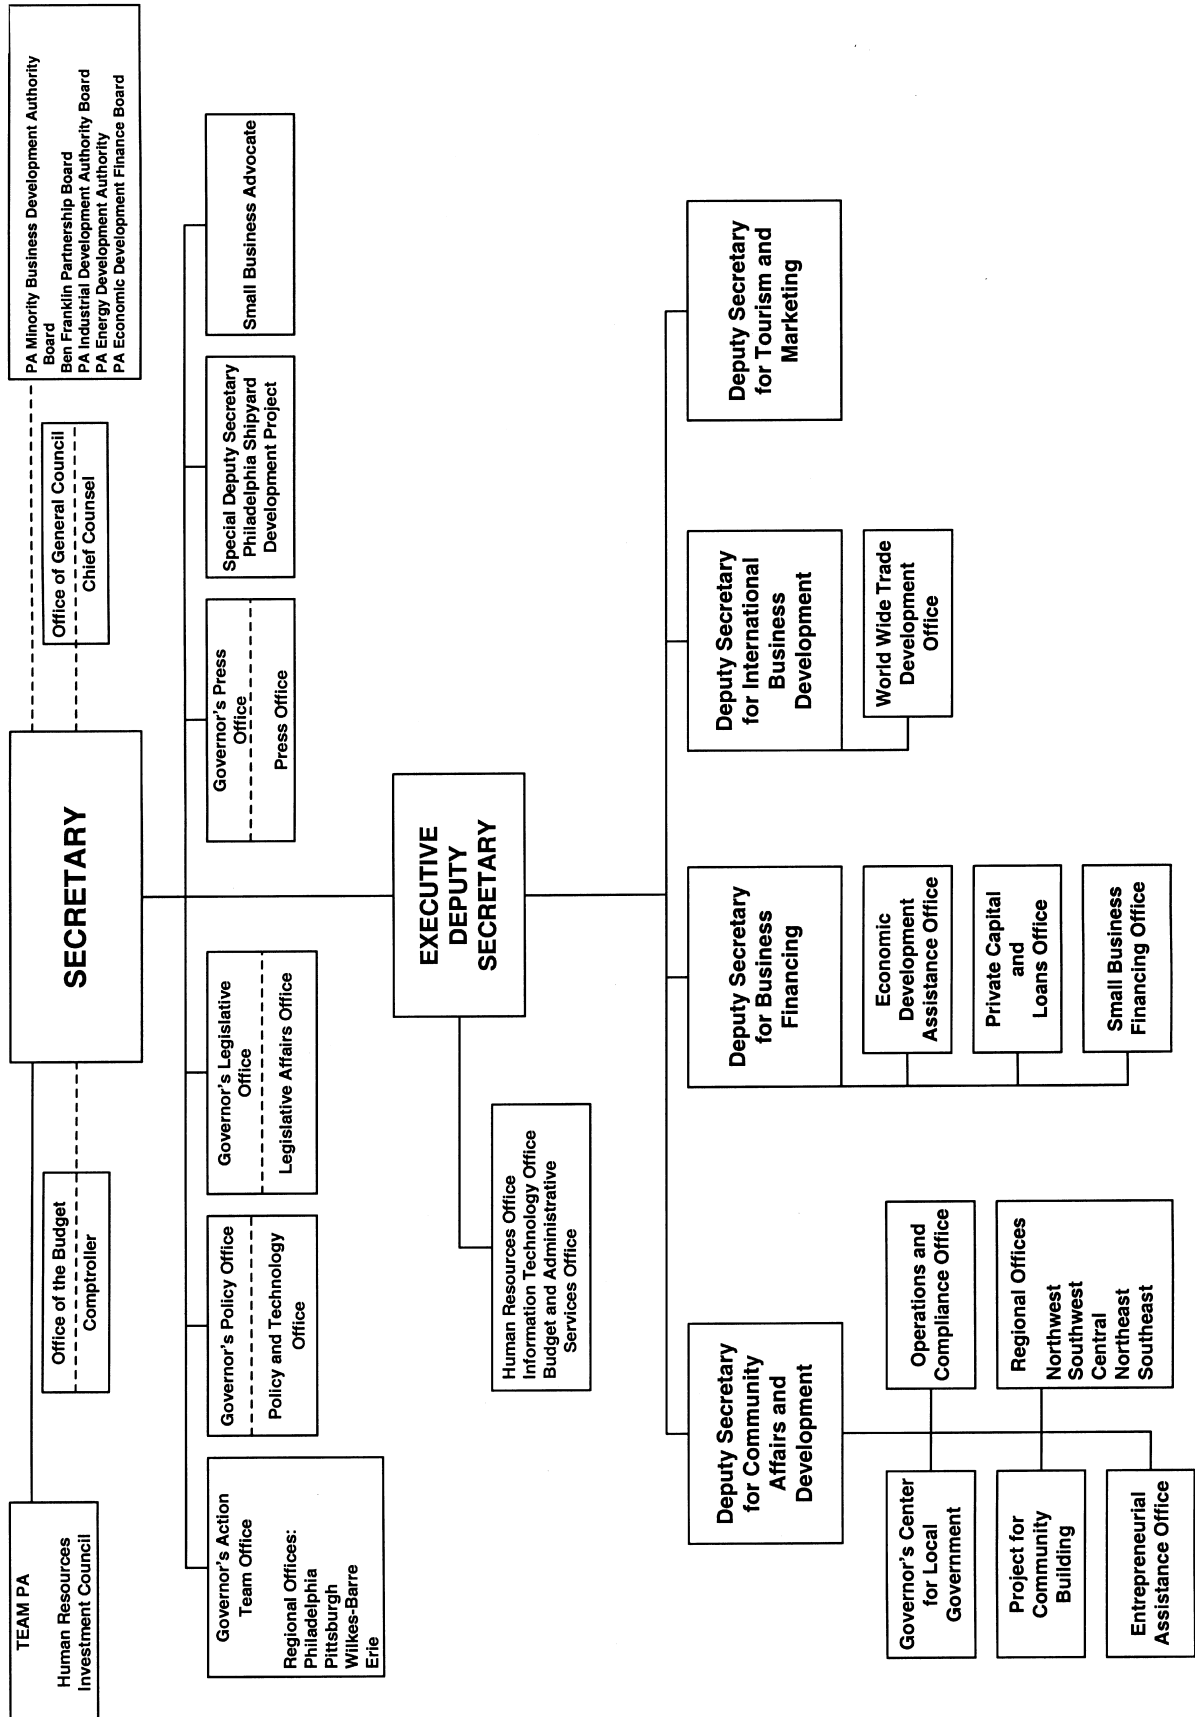 TEAM PA
Human Resources
Investment Council
Office of the Budget
Comptroller
SECRETARY
Office of General Council
Chief Counsel
PA Minority Business Development Authority
Board
Ben Franklin Partnership Board
PA Industrial Development Authority Board
PA Energy Development Authority
PA Economic Development Finance Board
Governor's Action
Team Office
Regional Offices:
Philadelphia
Pittsburgh
Wilkes-Barre
Erie
Governor's Policy Office
Policy and Technology
Office
Governor's Legislative
Office
Legislative Affairs Office
Governor's Press
Office
Press Office
Special Deputy Secretary
Philadelphia Shipyard
Development Project
Small Business Advocate
EXECUTIVE
DEPUTY
SECRETARY
Human Resources Office
Information Technology Office
Budget and Administrative
Services Office
Deputy Secretary
for Community
Affairs and
Development
Governor's Center
for Local
Government
Operations and
Compliance Office
Project for
Community
Building
Regional Offices
Northwest
Southwest
Central
Northeast
Southeast
Entrepreneurial
Assistance Office
Deputy Secretary
for Business
Financing
Economic
Development
Assistance Office
Private Capital
and
Loans Office
Small Business
Financing Office
Deputy Secretary
for International
Business
Development
World Wide Trade
Development
Office
Deputy Secretary
for Tourism and
Marketing